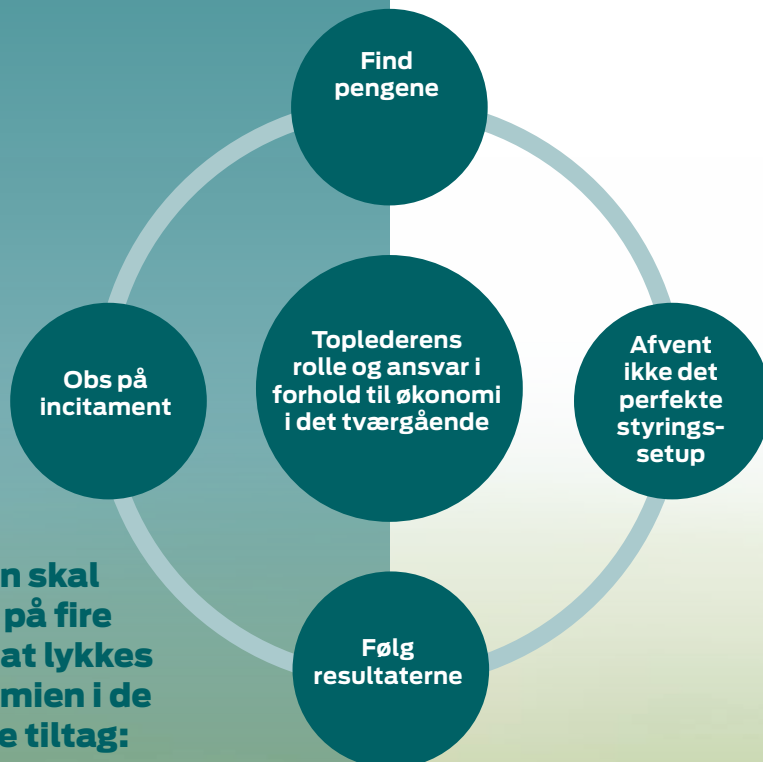 Find
pengene
Toplederens
rolle og ansvar i
forhold til økonomi
i det tværgående
Obs på
incitament
Afvent
ikke det
perfekte
styrings-
setup
Følg
resultaterne
n skal
på fire
at lykkes
mien i de
e tiltag: